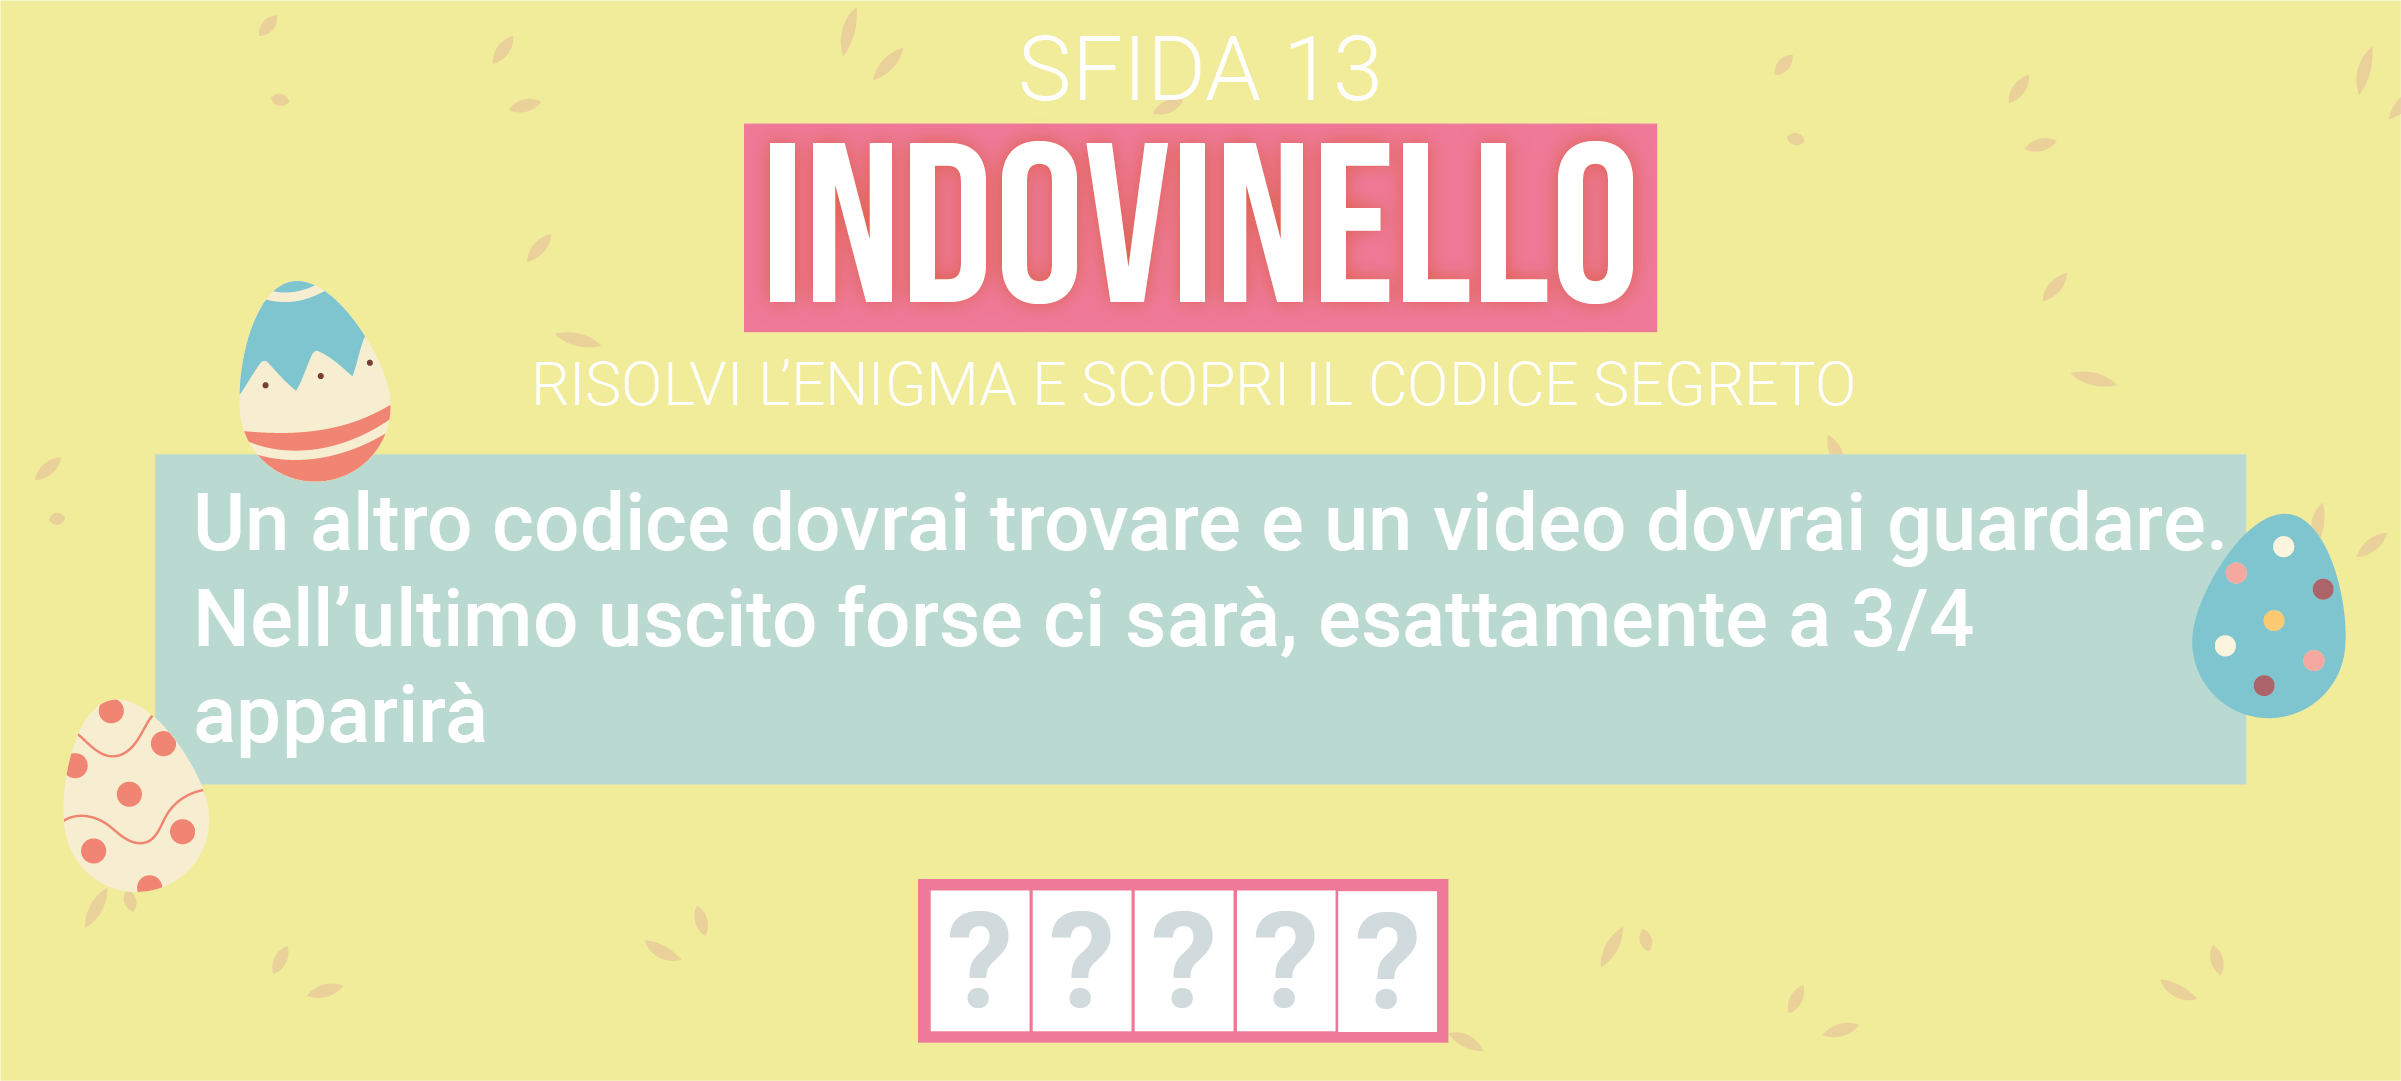 SFIDA 13
INDOVINELLO
RISOLVI L’ENIGMA E SCOPRI IL CODICE SEGRETO
Un altro codice dovrai trovare e un video dovrai guardare.
Nell’ultimo uscito forse ci sarà, esattamente a 3/4
apparirà
? ? ? ? ?